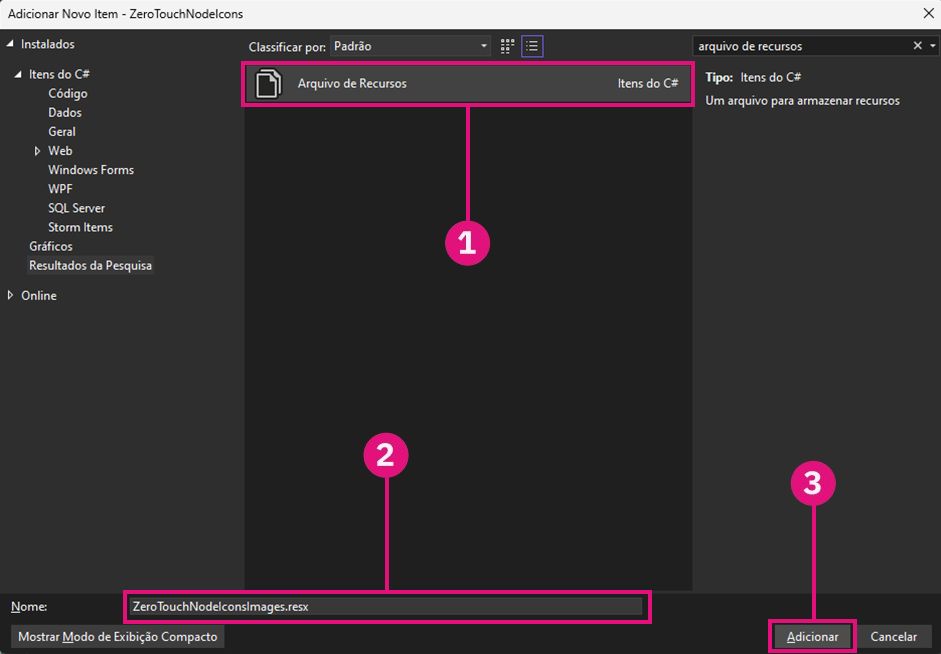 Adicionar Novo Item - ZeroTouchNodeIcons
Instalados
Itens do C#
Código
Dados
Geral
Web
Windows Forms
WPF
SQL Server
Storm Items
Gráficos
Resultados da Pesquisa
Online
Classificar por: Padrão
Arquivo de Recursos Itens do C#
1
2
3
arquivo de recursos
Tipo: Itens do C#
Um arquivo para armazenar recursos
Nome: ZeroTouchNodeIconsImages.resx
Mostrar Modo de Exibição Compacto
Adicionar Cancelar